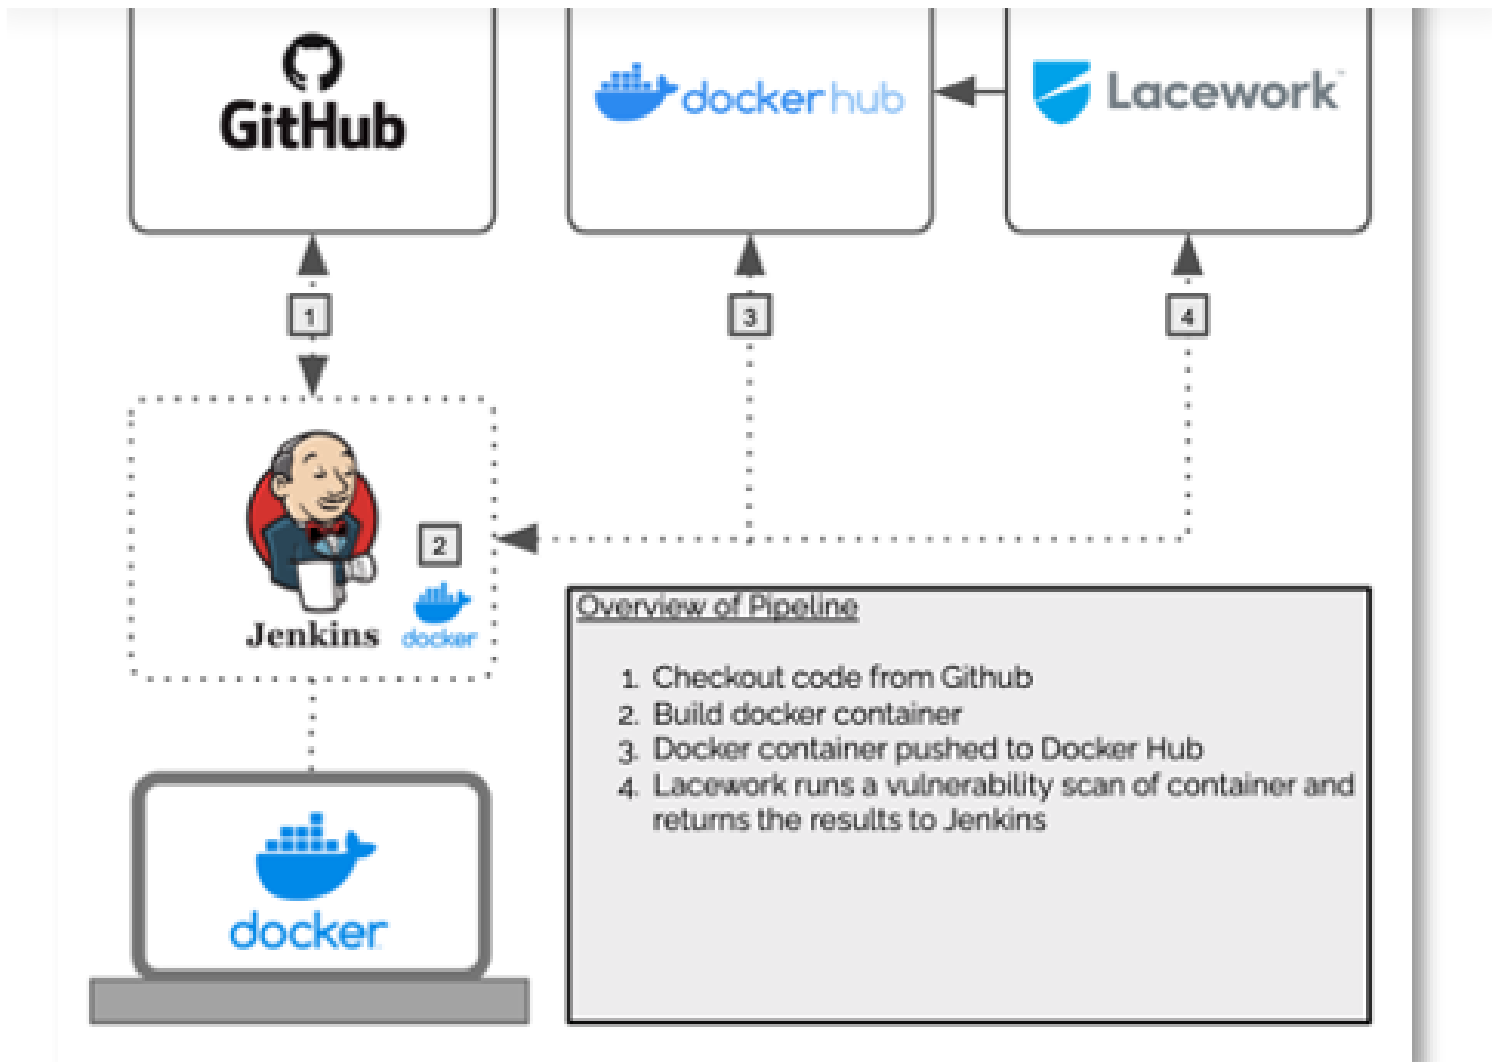 GitHub
docker hub
Lacework™
1
3
4
2
Jenkins
docker
Overview of Pipeline
1. Checkout code from Github
2. Build docker container
3. Docker container pushed to Docker Hub
4. Lacework runs a vulnerability scan of container and
returns the results to Jenkins
docker